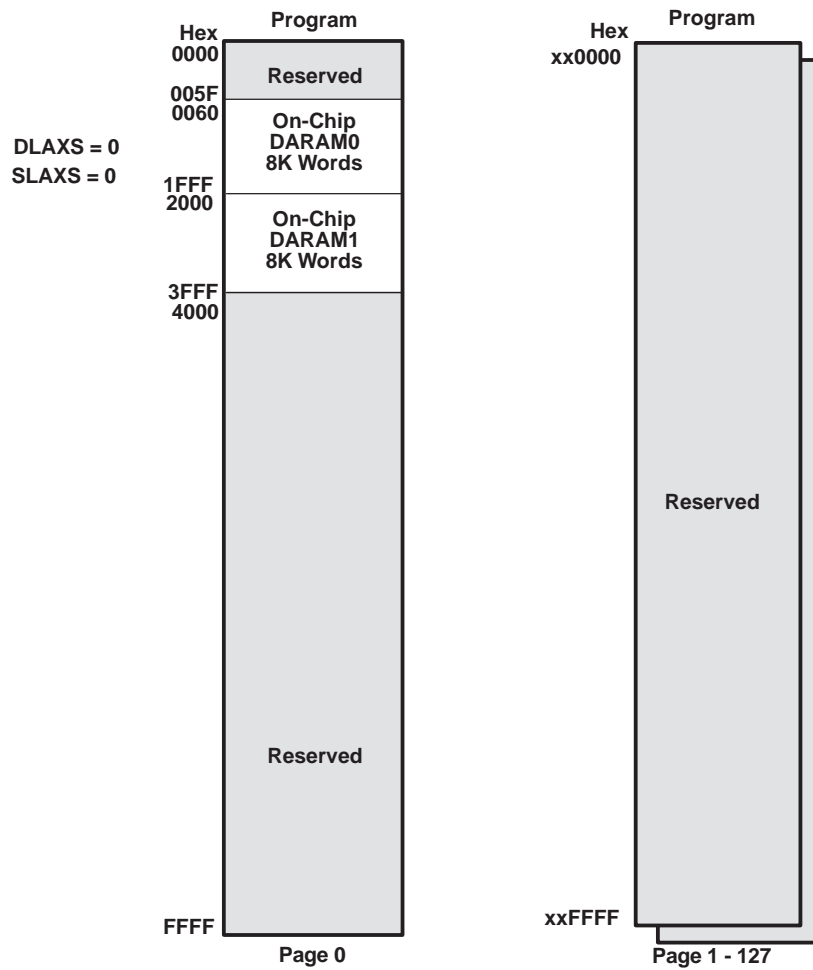 Program
Hex
0000
Reserved
005F
0060
On-Chip
DARAM0
8K Words
DLAXS = 0
SLAXS = 0
1FFF
2000
On-Chip
DARAM1
8K Words
3FFF
4000
Reserved
FFFF
Page 0
Program
Hex
xx0000
Reserved
xxFFFF
Page 1 - 127